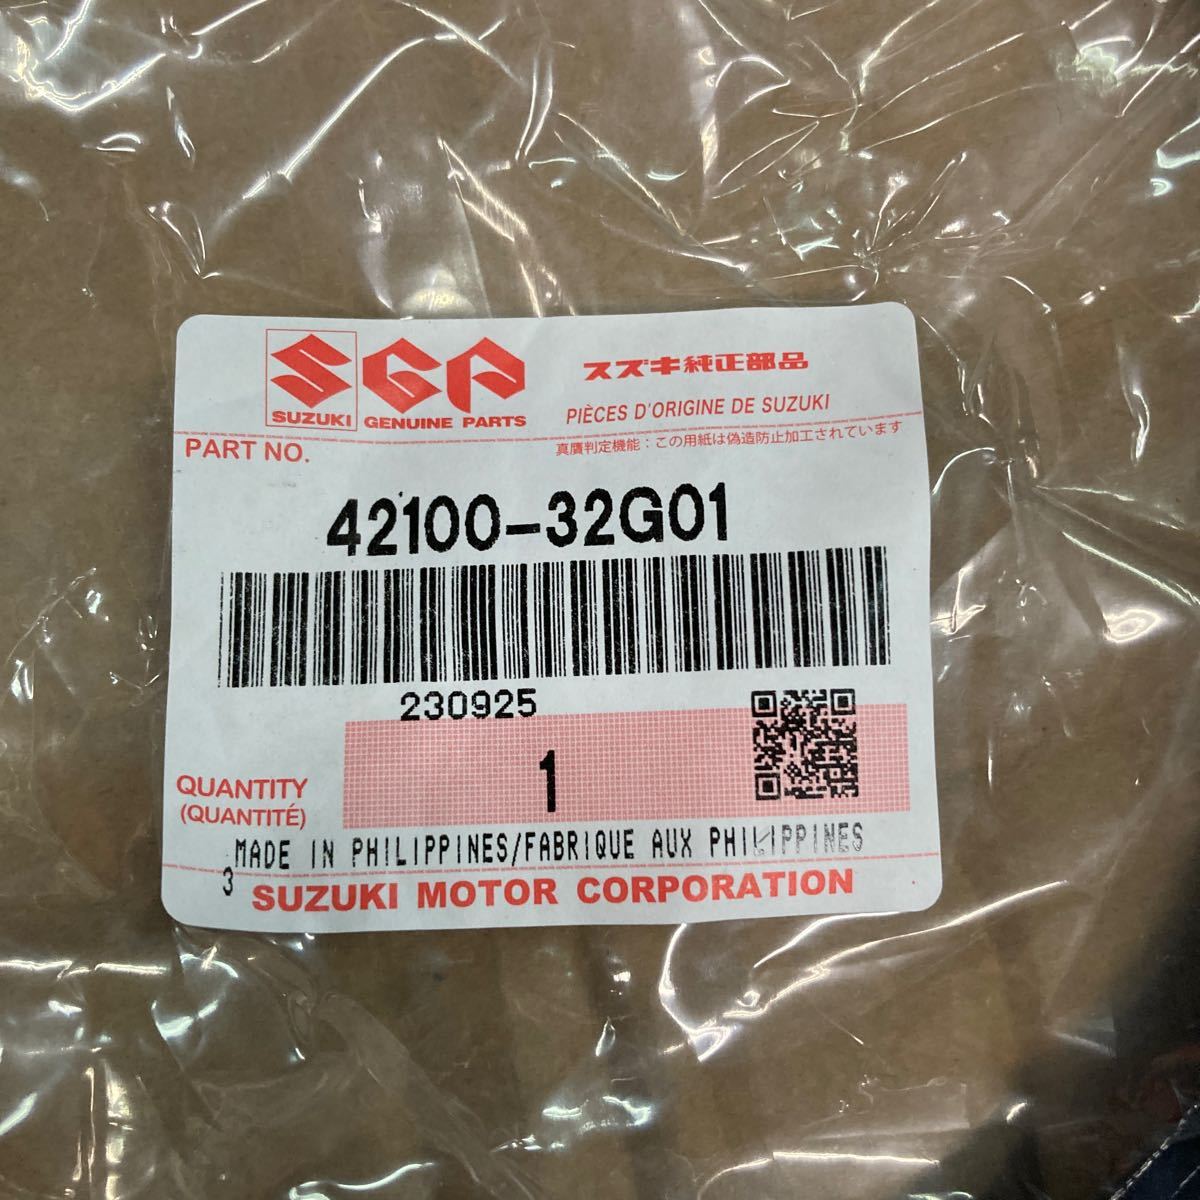 SGP スズキ純正部品
SUZUKI GENUINE PARTS PIÈCES D'ORIGINE DE SUZUKI
PART NO. 真贋判定機能：この用紙は偽造防止加工されています
42100-32G01
230925
QUANTITY 1
(QUANTITÉ)
MADE IN PHILIPPINES/FABRIQUE AUX PHILIPPINES
3 SUZUKI MOTOR CORPORATION